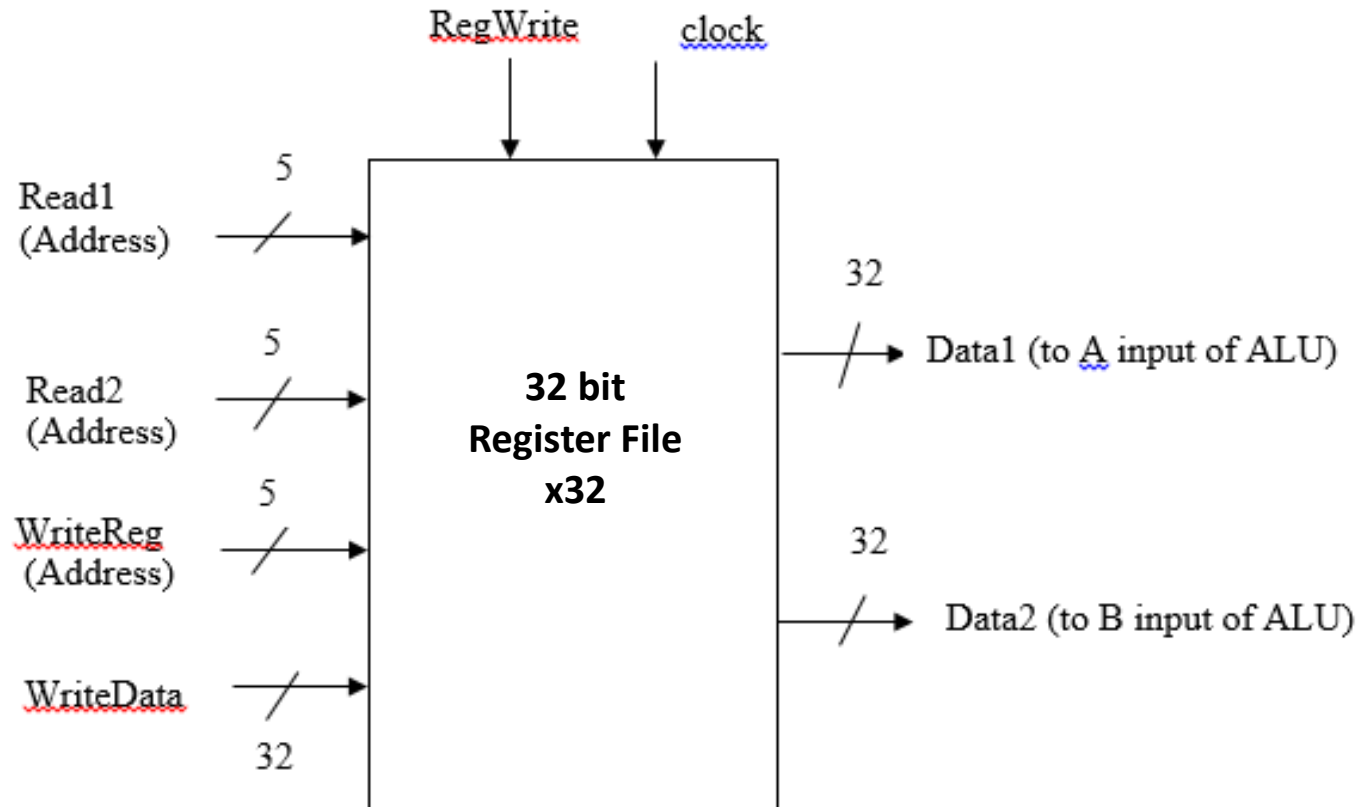 RegWrite
clock
5
Read1
(Address)
32
Data1 (to A input of ALU)
5
Read2
(Address)
32 bit
Register File
x32
5
WriteReg
(Address)
32
Data2 (to B input of ALU)
WriteData
32